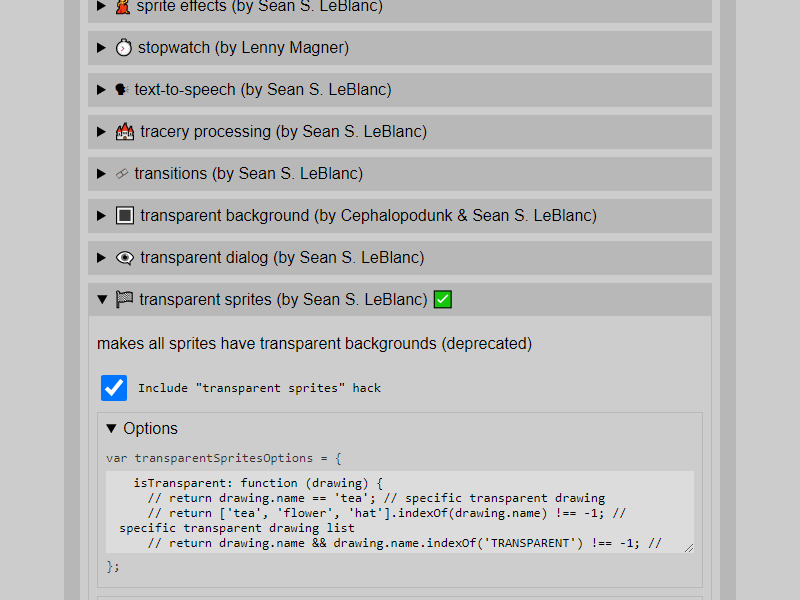 sprite effects (by Sean S. LeBlanc)
stopwatch (by Lenny Magner)
text-to-speech (by Sean S. LeBlanc)
tracery processing (by Sean S. LeBlanc)
transitions (by Sean S. LeBlanc)
transparent background (by Cephalopodunk & Sean S. LeBlanc)
transparent dialog (by Sean S. LeBlanc)
transparent sprites (by Sean S. LeBlanc)
makes all sprites have transparent backgrounds (deprecated)
Include "transparent sprites" hack
Options
var transparentSpritesOptions = {
isTransparent: function (drawing) {
// return drawing.name == 'tea'; // specific transparent drawing
// return ['tea', 'flower', 'hat'].indexOf(drawing.name) !== -1; //
specific transparent drawing list
// return drawing.name && drawing.name.indexOf('TRANSPARENT') !== -1; //
};